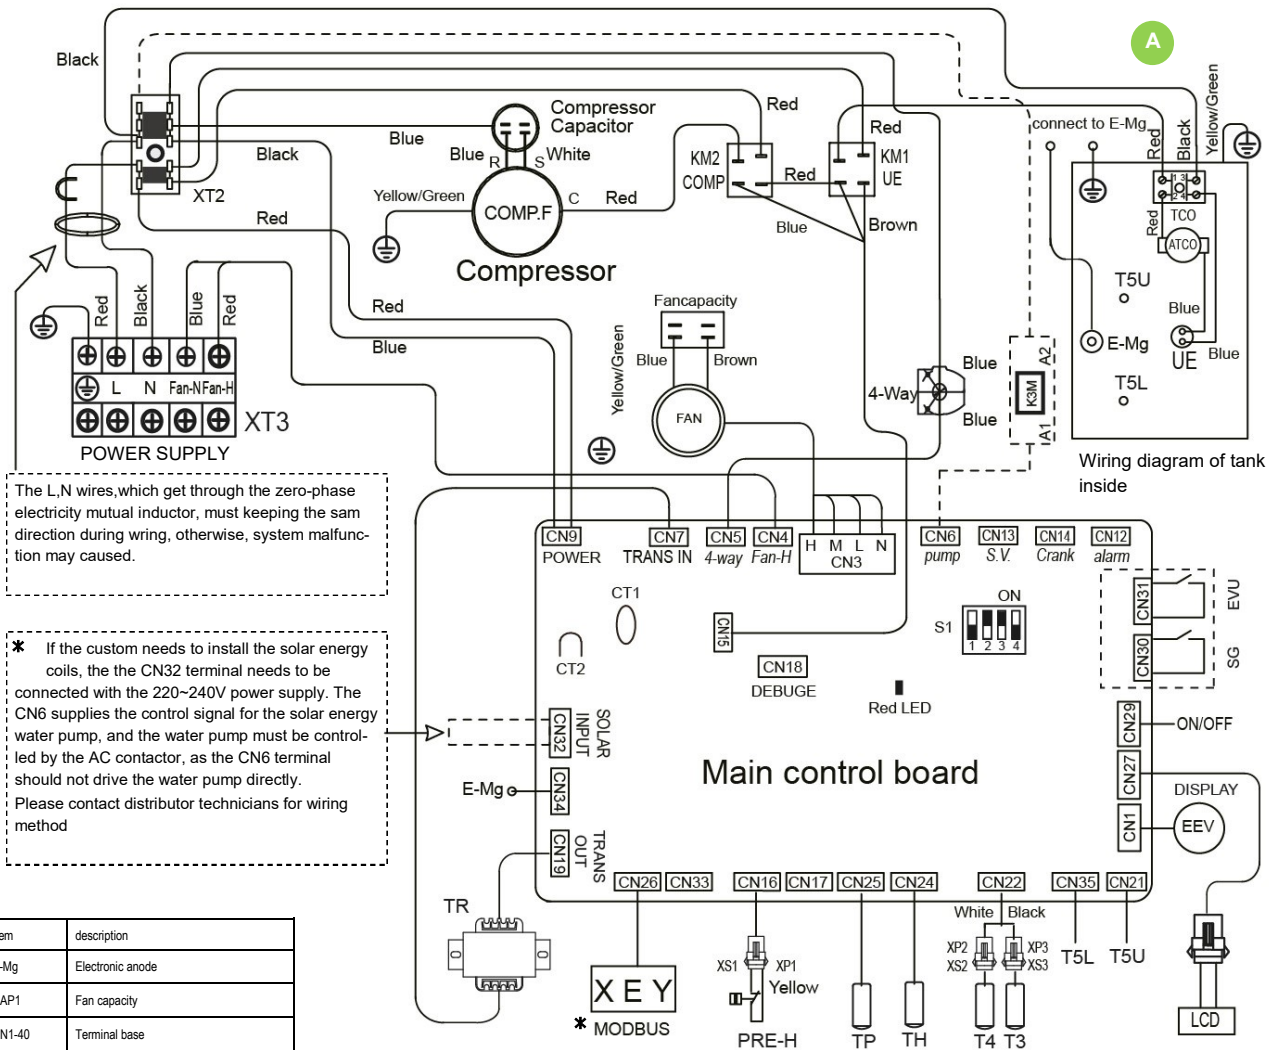 A
Black
Compressor
Capacitor
Blue
Blue
R
S
White
Black
XT2
Yellow/Green
COMP.F
C
Red
Compressor
Red
KM2
COMP
Red
Red
KM1
UE
Blue
Brown
connect to E-Mg
Red
Black
Yellow/Green
1 3
2 4
TCO
Red
ATCO
T5U
Blue
E-Mg
UE
Blue
T5L
Wiring diagram of tank
inside
Red
Red
Black
Blue
Red
Red
Blue
L
N
Fan-N
Fan-H
XT3
POWER SUPPLY
Fancapacity
Yellow/Green
Blue
Brown
FAN
4-Way
Blue
Blue
A2
K3M
A1
The L,N wires,which get through the zero-phase
electricity mutual inductor, must keeping the sam
direction during wring, otherwise, system malfunc-
tion may caused.
CN9
POWER
CN7
TRANS IN
CN5
4-way
CN4
Fan-H
H M L N
CN3
CN6
pump
CN13
S.V.
CN14
Crank
CN12
alarm
CT1
CT2
CN15
CN18
DEBUGE
ON
S1
1 2 3 4
Red LED
CN31
EVU
CN30
SG
CN29
ON/OFF
CN27
DISPLAY
CN1
EEV
✱ If the custom needs to install the solar energy
coils, the the CN32 terminal needs to be
connected with the 220~240V power supply. The
CN6 supplies the control signal for the solar energy
water pump, and the water pump must be control-
led by the AC contactor, as the CN6 terminal
should not drive the water pump directly.
Please contact distributor technicians for wiring
method
CN32
SOLAR
INPUT
E-Mg
CN34
CN19
TRANS
OUT
Main control board
CN26
CN33
CN16
CN17
CN25
CN24
CN22
CN35
CN21
TR
XEY
✱ MODBUS
XS1
XP1
Yellow
PRE-H
TP
TH
White
Black
XP2
XS2
XP3
XS3
T4
T3
T5L
T5U
LCD
em description
-Mg Electronic anode
AP1 Fan capacity
N1-40 Terminal base